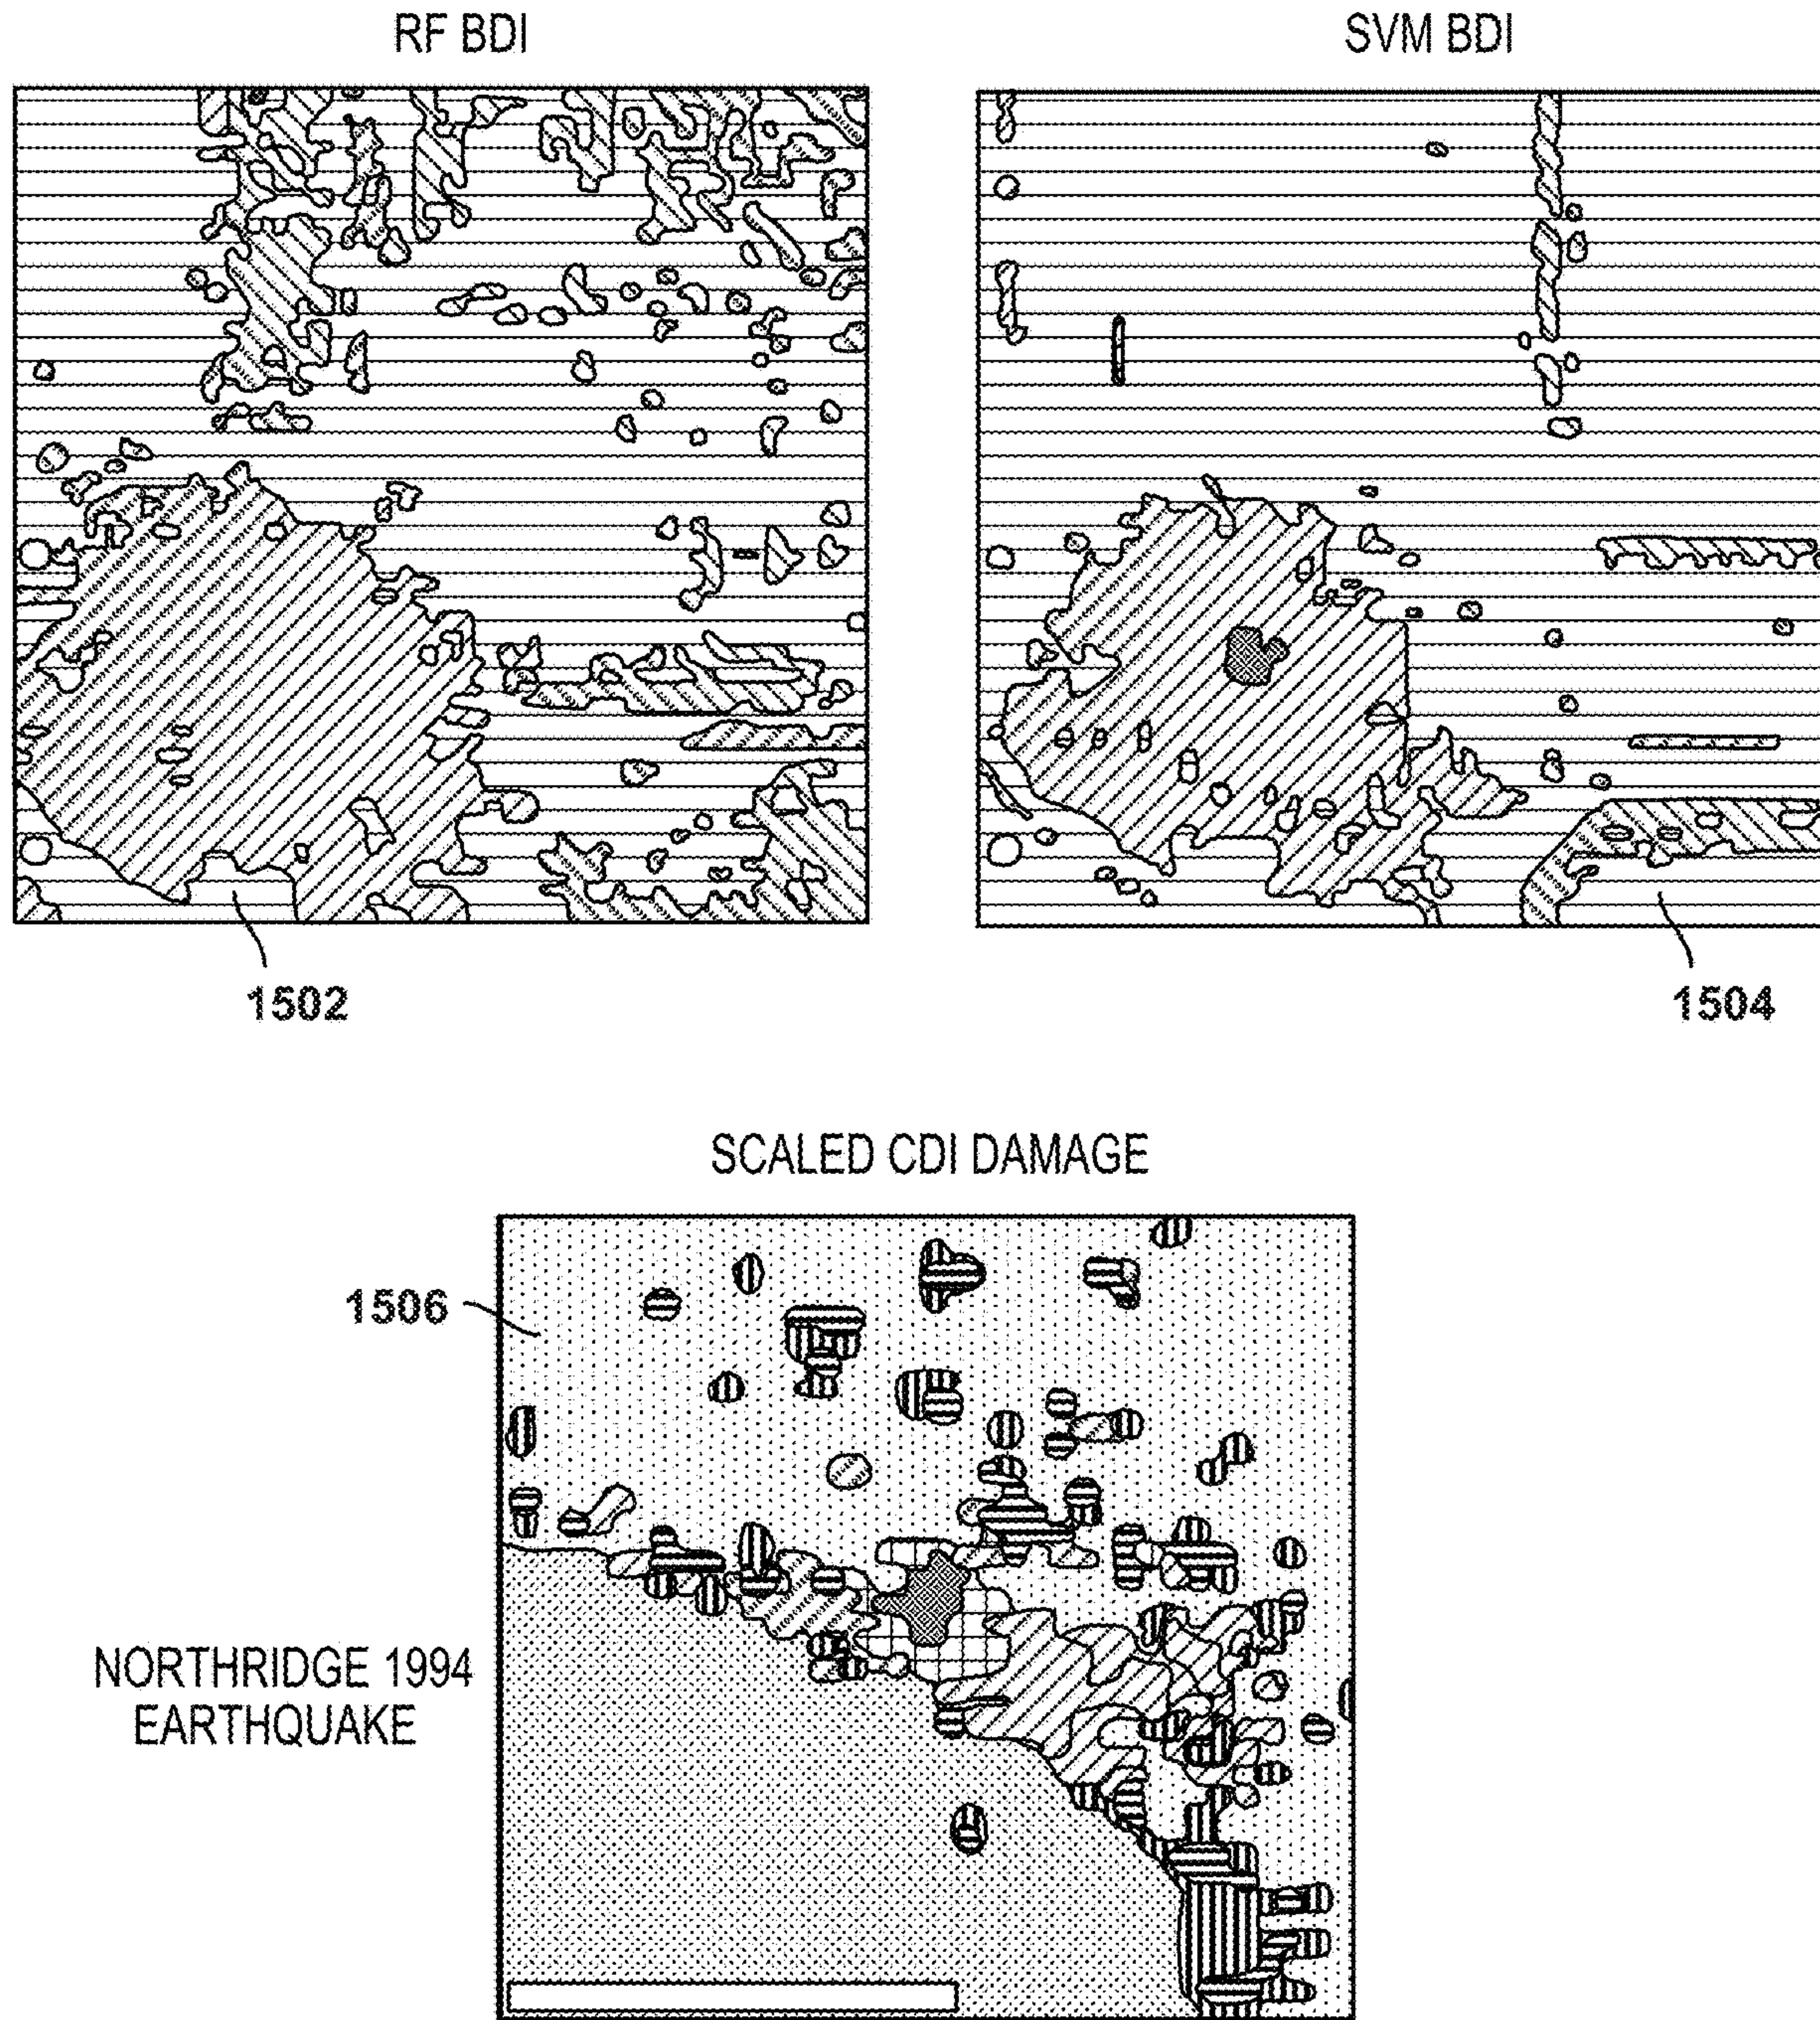 RF BDI
SVM BDI
1502
1504
SCALED CDI DAMAGE
1506
NORTHRIDGE 1994
EARTHQUAKE